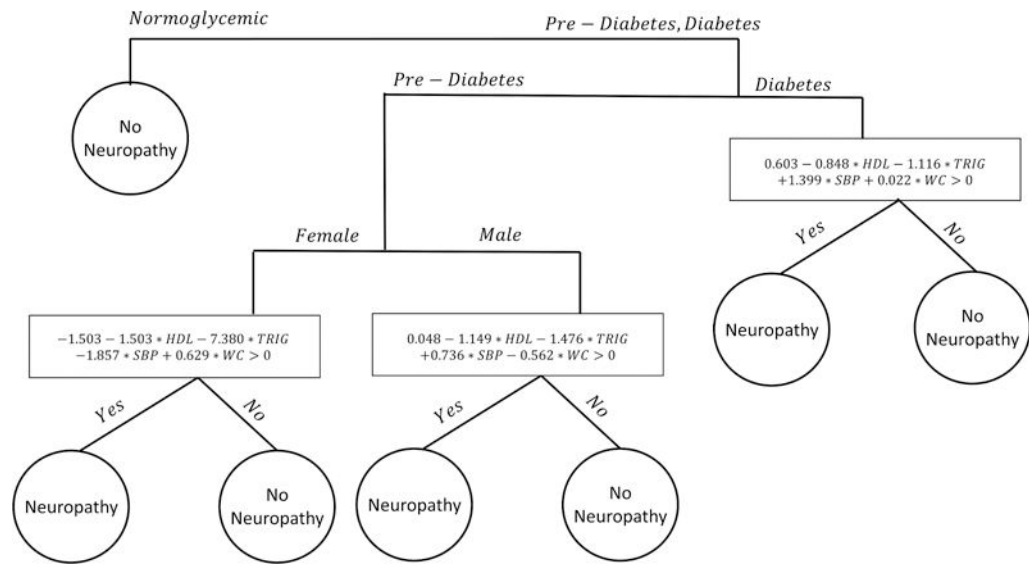 Normoglycemic
Pre − Diabetes, Diabetes
Pre − Diabetes
Diabetes
No
Neuropathy
0.603 − 0.848 ∗ HDL − 1.116 ∗ TRIG
+1.399 ∗ SBP + 0.022 ∗ WC > 0
Female
Male
Yes
No
Neuropathy
No
Neuropathy
−1.503 − 1.503 ∗ HDL − 7.380 ∗ TRIG
−1.857 ∗ SBP + 0.629 ∗ WC > 0
0.048 − 1.149 ∗ HDL − 1.476 ∗ TRIG
+0.736 ∗ SBP − 0.562 ∗ WC > 0
Yes
No
Yes
No
Neuropathy
No
Neuropathy
Neuropathy
No
Neuropathy